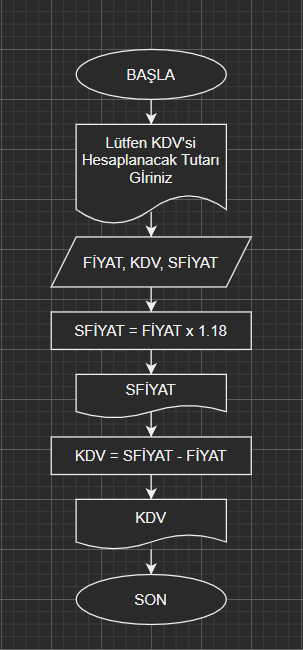 BAŞLA
Lütfen KDV'si
Hesaplanacak Tutarı
Gİriniz
FİYAT, KDV, SFİYAT
SFİYAT = FİYAT x 1.18
SFİYAT
KDV = SFİYAT - FİYAT
KDV
SON